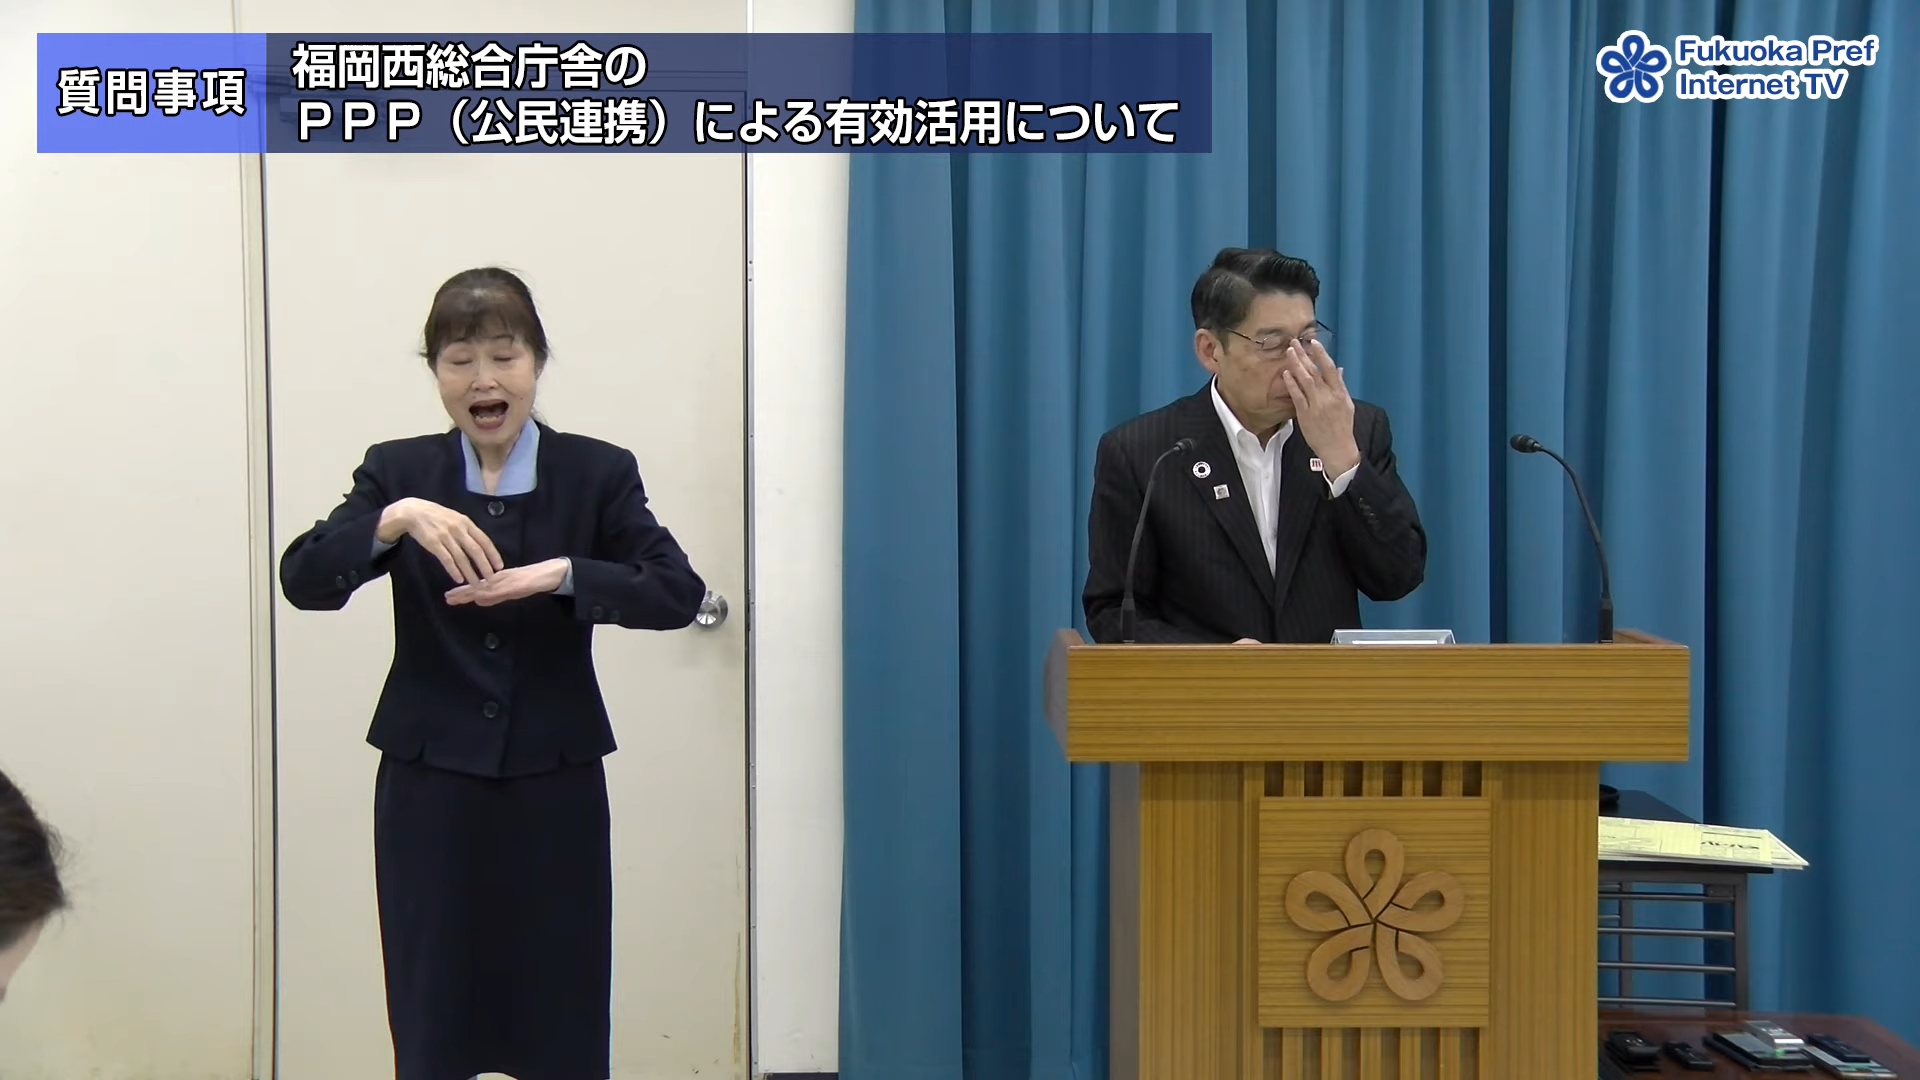 質問事項
福岡西総合庁舎の
ＰＰＰ（公民連携）による有効活用について
Fukuoka Pref
Internet TV